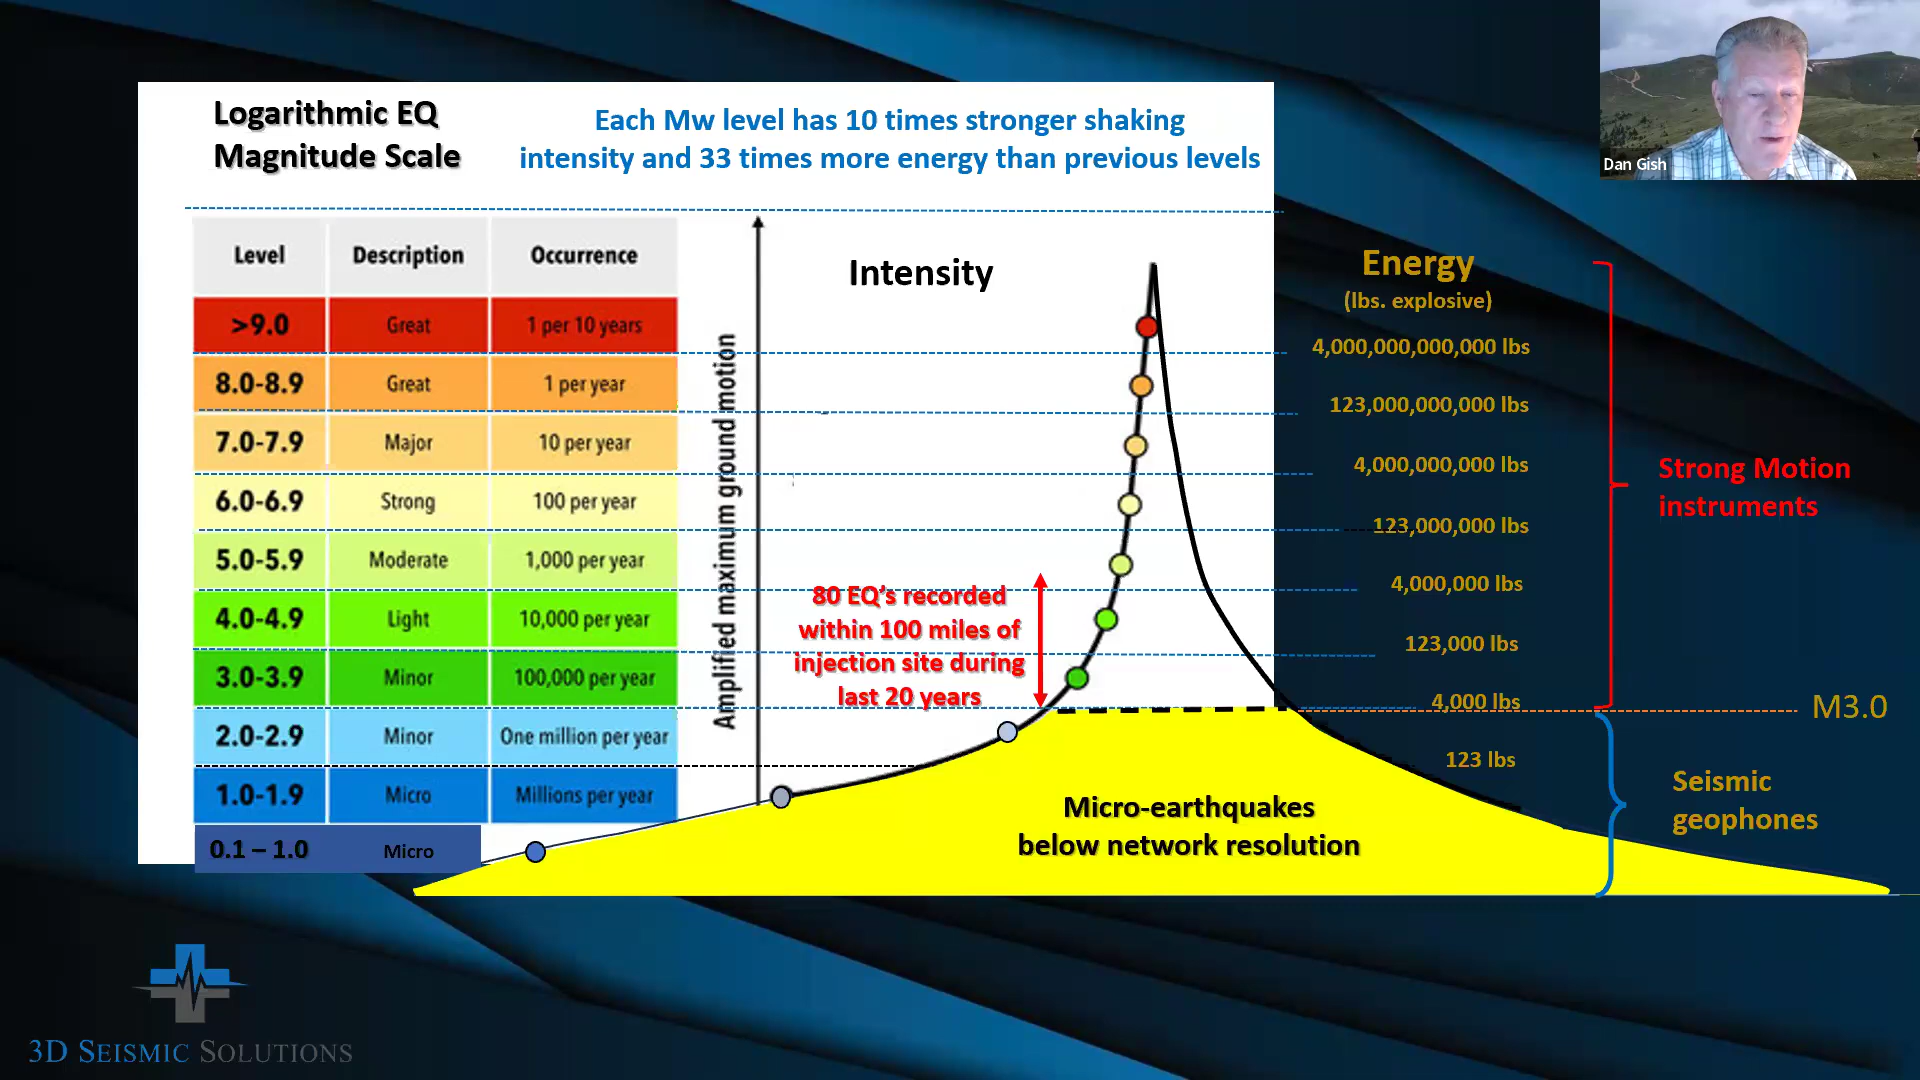 Logarithmic EQ
Magnitude Scale
Each Mw level has 10 times stronger shaking
intensity and 33 times more energy than previous levels
Dan Gish
Level Description Occurrence
>9.0 Great 1 per 10 years
8.0-8.9 Great 1 per year
7.0-7.9 Major 10 per year
6.0-6.9 Strong 100 per year
5.0-5.9 Moderate 1,000 per year
4.0-4.9 Light 10,000 per year
3.0-3.9 Minor 100,000 per year
2.0-2.9 Minor One million per year
1.0-1.9 Micro Millions per year
0.1 – 1.0 Micro
Amplified maximum ground motion
Intensity
80 EQ's recorded
within 100 miles of
injection site during
last 20 years
Micro-earthquakes
below network resolution
Energy
(lbs. explosive)
4,000,000,000,000 lbs
123,000,000,000 lbs
4,000,000,000 lbs
123,000,000 lbs
4,000,000 lbs
123,000 lbs
4,000 lbs
123 lbs
Strong Motion
instruments
M3.0
Seismic
geophones
3D SEISMIC SOLUTIONS